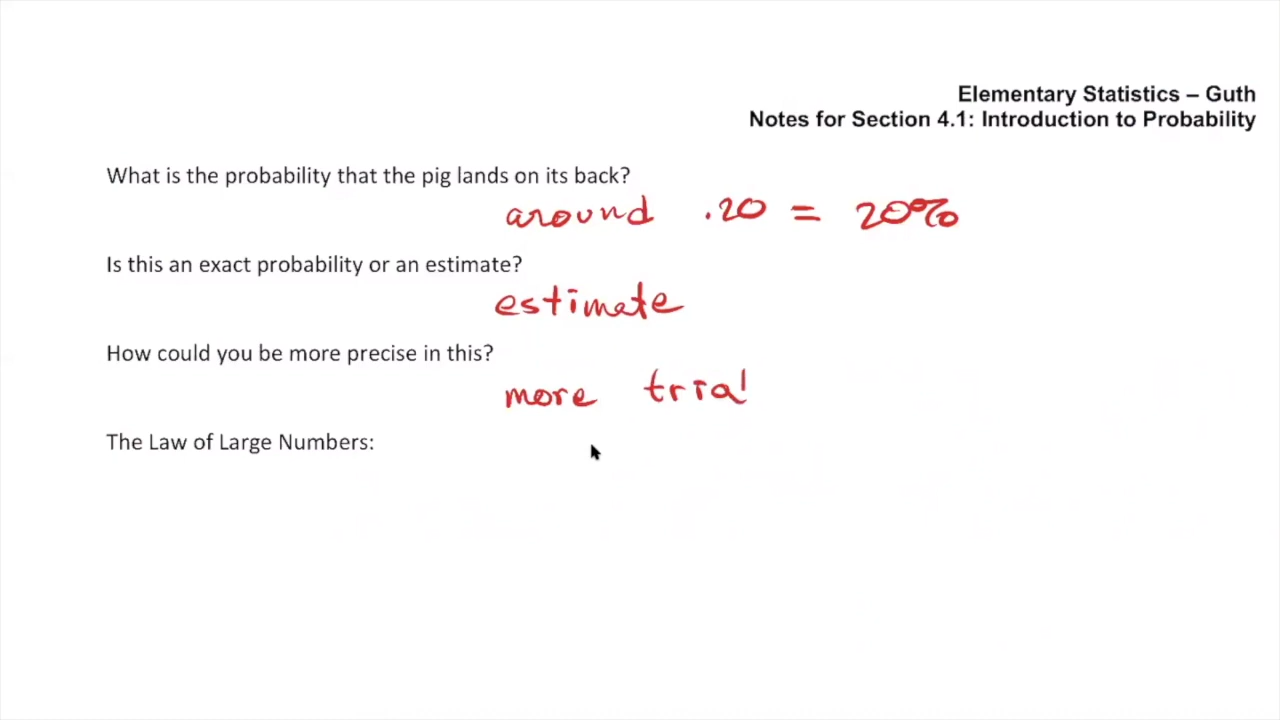 Elementary Statistics – Guth
Notes for Section 4.1: Introduction to Probability
What is the probability that the pig lands on its back?
around .20 = 20%
Is this an exact probability or an estimate?
estimate
How could you be more precise in this?
more trial
The Law of Large Numbers: